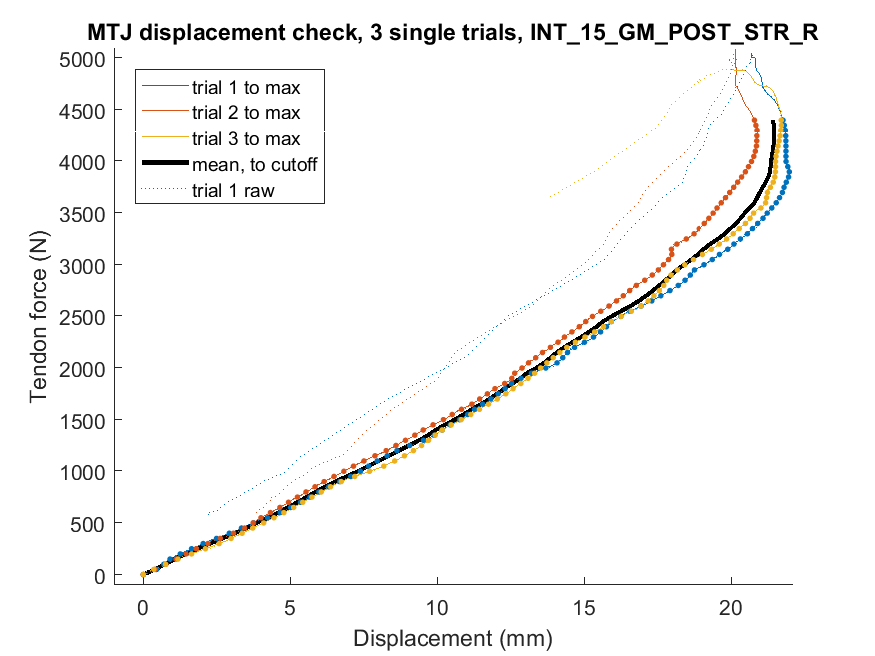 MTJ displacement check, 3 single trials, INT_15_GM_POST_STR_R
5000
4500
4000
3500
3000
2500
2000
1500
1000
500
0
Tendon force (N)
trial 1 to max
trial 2 to max
trial 3 to max
mean, to cutoff
trial 1 raw
0
5
10
15
20
Displacement (mm)